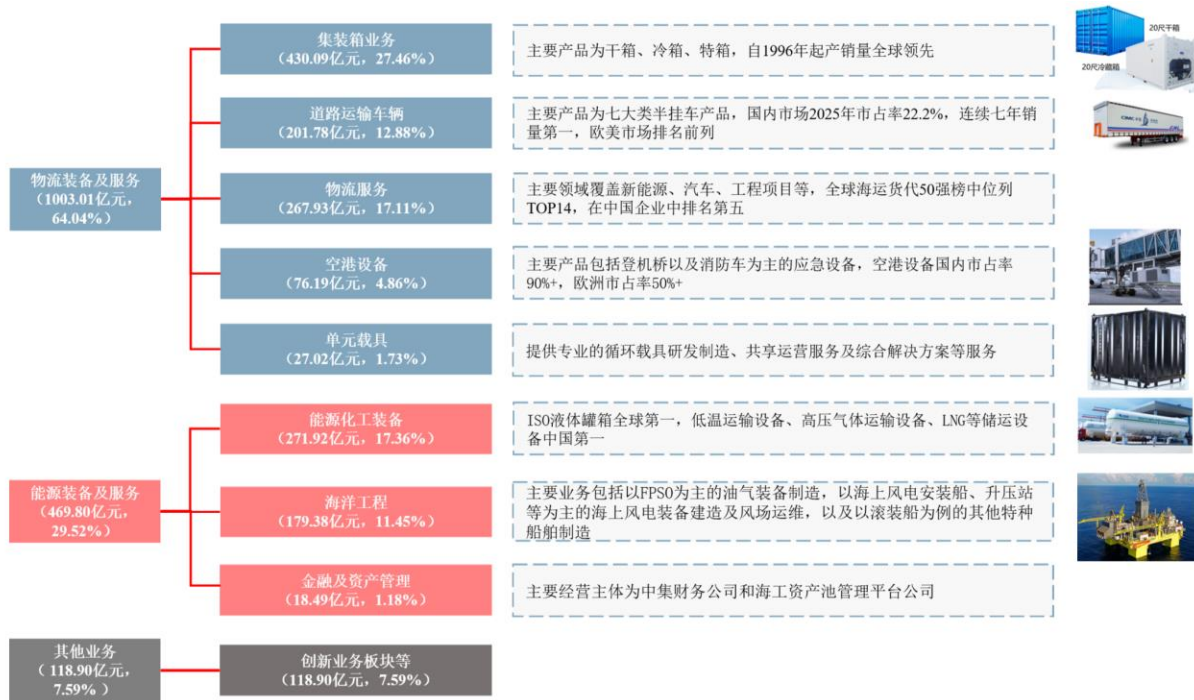 物流装备及服务
（1003.01亿元，
64.04%）
集装箱业务
（430.09亿元，27.46%）
主要产品为干箱、冷箱、特箱，自1996年起产销量全球领先
20尺干箱
20尺冷藏箱
道路运输车辆
（201.78亿元，12.88%）
主要产品为七大类半挂车产品，国内市场2025年市占率22.2%，连续七年销
量第一，欧美市场排名前列
CIMC
物流服务
（267.93亿元，17.11%）
主要领域覆盖新能源、汽车、工程项目等，全球海运货代50强榜中位列
TOP14，在中国企业中排名第五
空港设备
（76.19亿元，4.86%）
主要产品包括登机桥以及消防车为主的应急设备，空港设备国内市占率
90%+，欧洲市占率50%+
单元载具
（27.02亿元，1.73%）
提供专业的循环载具研发制造、共享运营服务及综合解决方案等服务
能源装备及服务
（469.80亿元，
29.52%）
能源化工装备
（271.92亿元，17.36%）
ISO液体罐箱全球第一，低温运输设备、高压气体运输设备、LNG等储运设
备中国第一
海洋工程
（179.38亿元，11.45%）
主要业务包括以FPSO为主的油气装备制造，以海上风电安装船、升压站
等为主的海上风电装备建造及风场运维，以及以滚装船为例的其他特种
船舶制造
金融及资产管理
（18.49亿元，1.18%）
主要经营主体为中集财务公司和海工资产池管理平台公司
其他业务
（ 118.90亿元，
7.59% ）
创新业务板块等
（118.90亿元，7.59%）